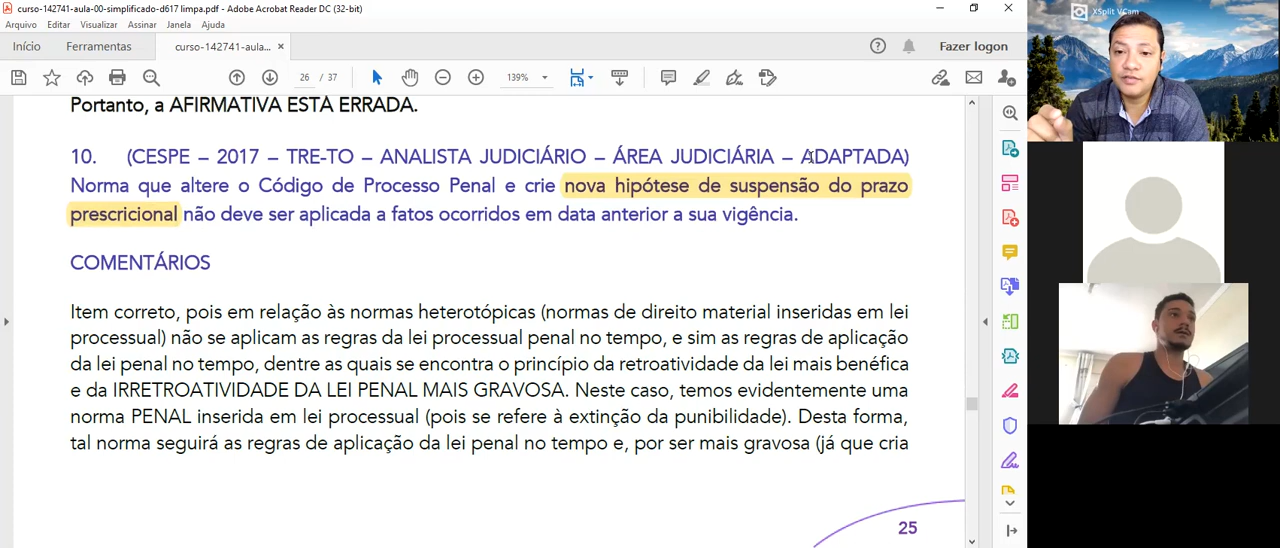 curso-142741-aula-00-simplificado-d617 limpa.pdf - Adobe Acrobat Reader DC (32-bit)
Arquivo Editar Visualizar Assinar Janela Ajuda
Início Ferramentas curso-142741-aula... × Fazer logon
26 / 37 139%
XSplit VCam
Portanto, a AFIRMATIVA ESTÁ ERRADA.
10. (CESPE – 2017 – TRE-TO – ANALISTA JUDICIÁRIO – ÁREA JUDICIÁRIA – ADAPTADA)
Norma que altere o Código de Processo Penal e crie nova hipótese de suspensão do prazo
prescricional não deve ser aplicada a fatos ocorridos em data anterior a sua vigência.
COMENTÁRIOS
Item correto, pois em relação às normas heterotópicas (normas de direito material inseridas em lei
processual) não se aplicam as regras da lei processual penal no tempo, e sim as regras de aplicação
da lei penal no tempo, dentre as quais se encontra o princípio da retroatividade da lei mais benéfica
e da IRRETROATIVIDADE DA LEI PENAL MAIS GRAVOSA. Neste caso, temos evidentemente uma
norma PENAL inserida em lei processual (pois se refere à extinção da punibilidade). Desta forma,
tal norma seguirá as regras de aplicação da lei penal no tempo e, por ser mais gravosa (já que cria
25